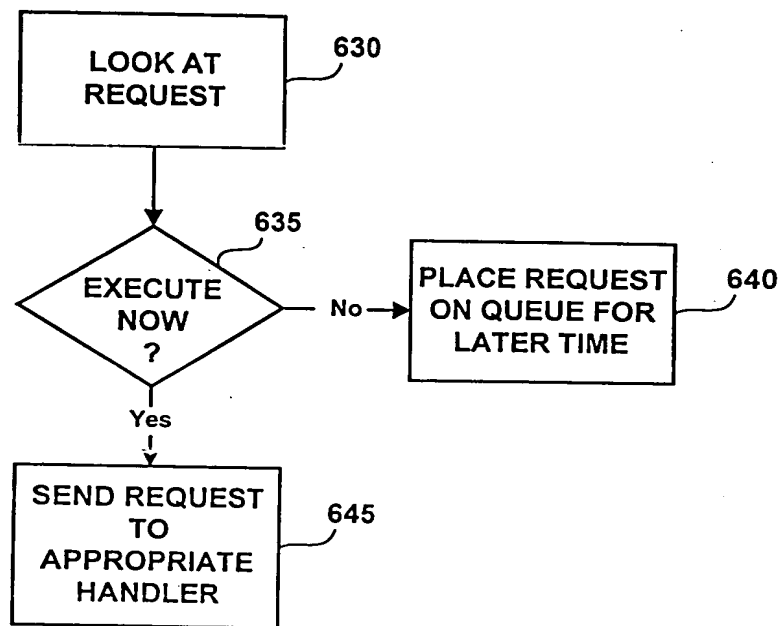 LOOK AT
REQUEST
630
EXECUTE
NOW
?
635
No
PLACE REQUEST
ON QUEUE FOR
LATER TIME
640
Yes
SEND REQUEST
TO
APPROPRIATE
HANDLER
645